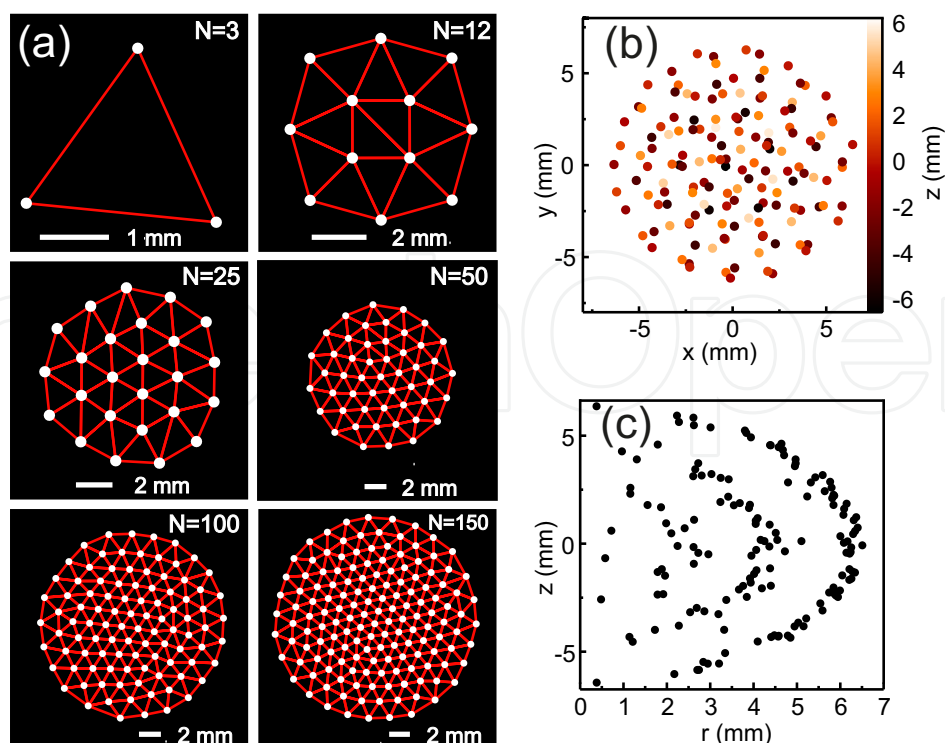 (a)
N=3
1 mm
N=12
2 mm
N=25
2 mm
N=50
2 mm
N=100
2 mm
N=150
2 mm
(b)
5
0
-5
y (mm)
-5 0 5
x (mm)
6
4
2
0
-2
-4
-6
z (mm)
(c)
5
0
-5
z (mm)
0 1 2 3 4 5 6 7
r (mm)